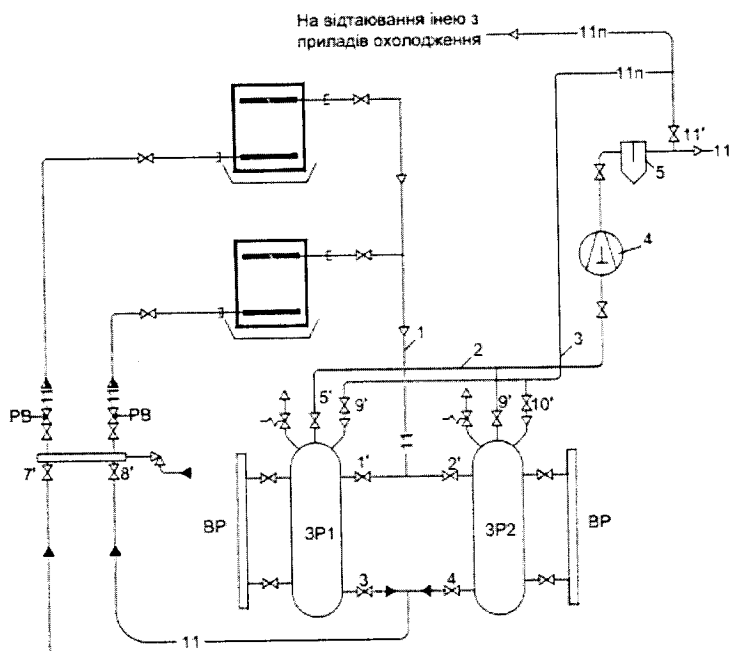 На відтаювання інею з
приладів охолодження
11п
11п
11'
11
5
4
3
1
2
РВ
РВ
5'
9'
9'
10'
7'
8'
1'
2'
ВР
ЗР1
ЗР2
ВР
3
4
11